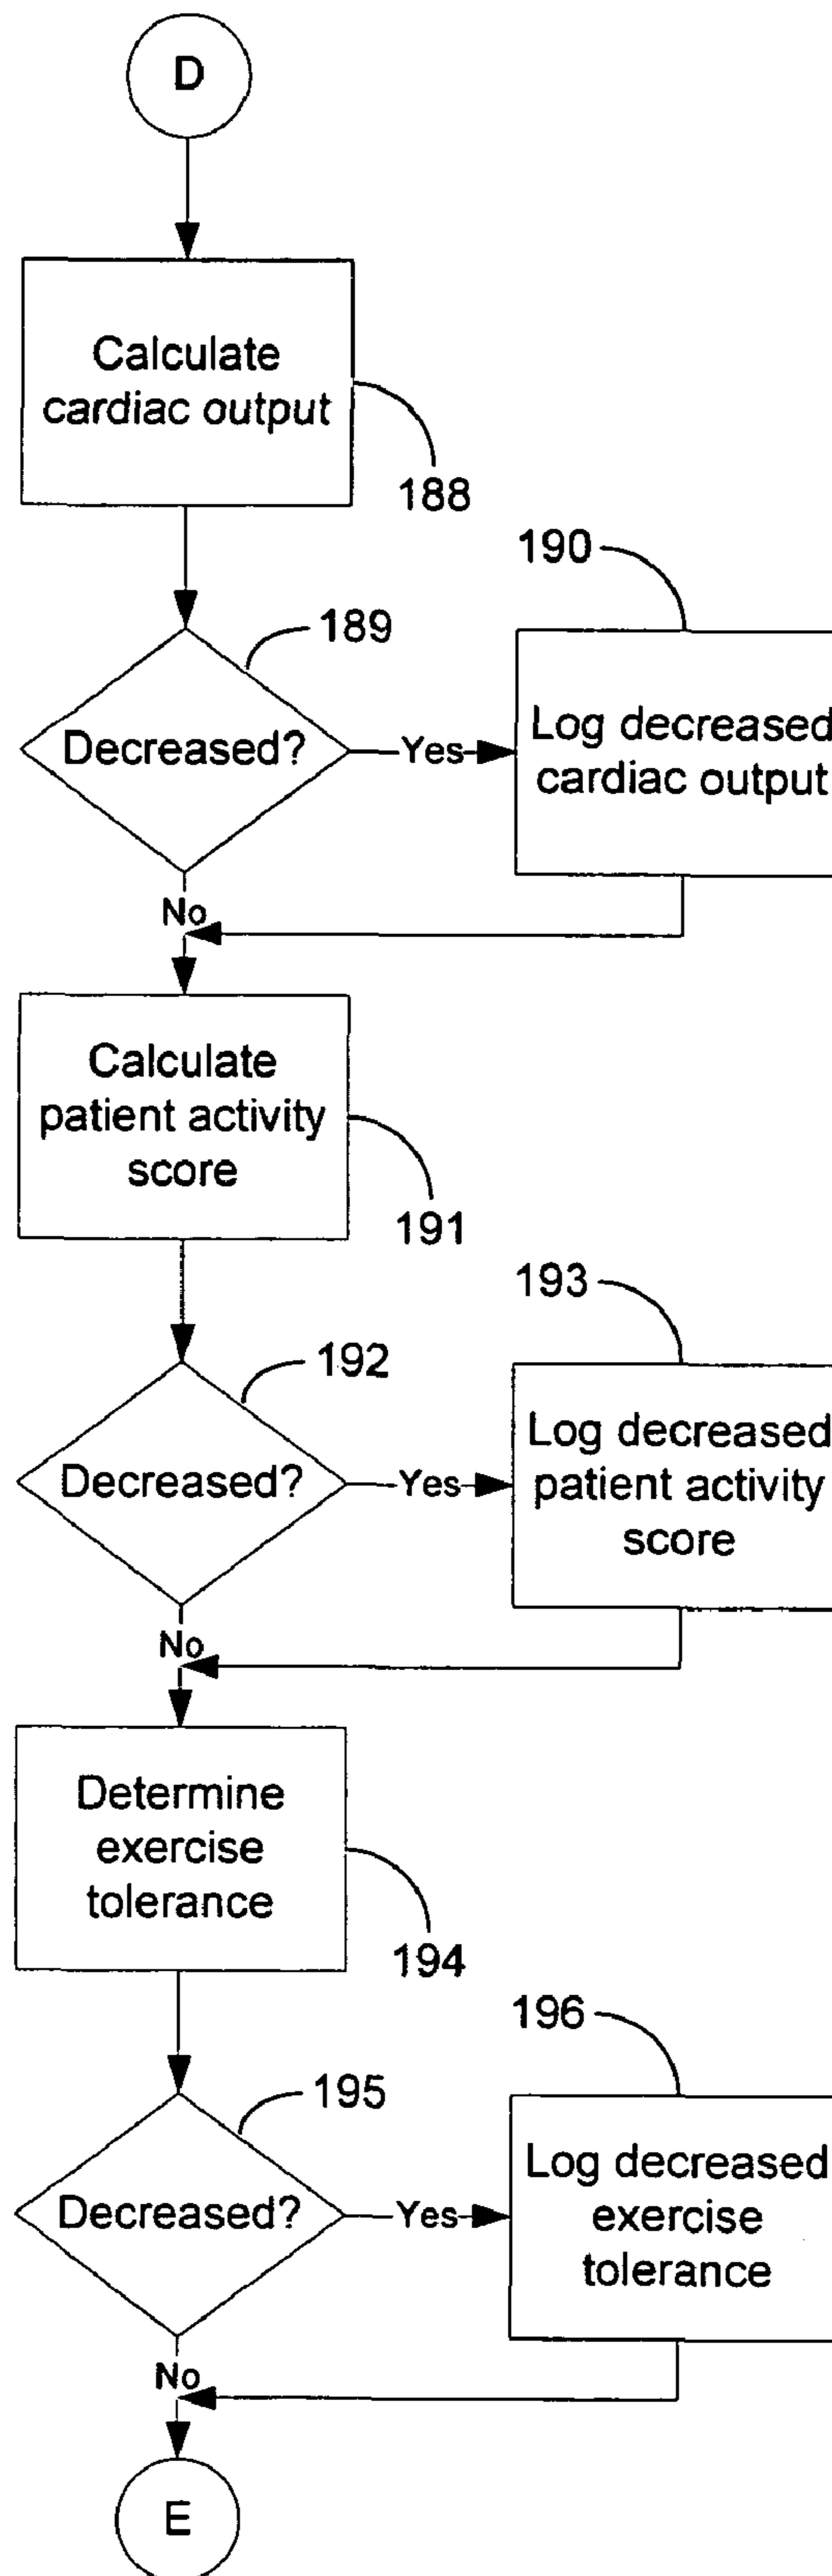 D
Calculate
cardiac output
188
190
189
Decreased?
Yes
Log decreased
cardiac output
No
Calculate
patient activity
score
191
193
192
Decreased?
Yes
Log decreased
patient activity
score
No
Determine
exercise
tolerance
194
196
195
Decreased?
Yes
Log decreased
exercise
tolerance
No
E